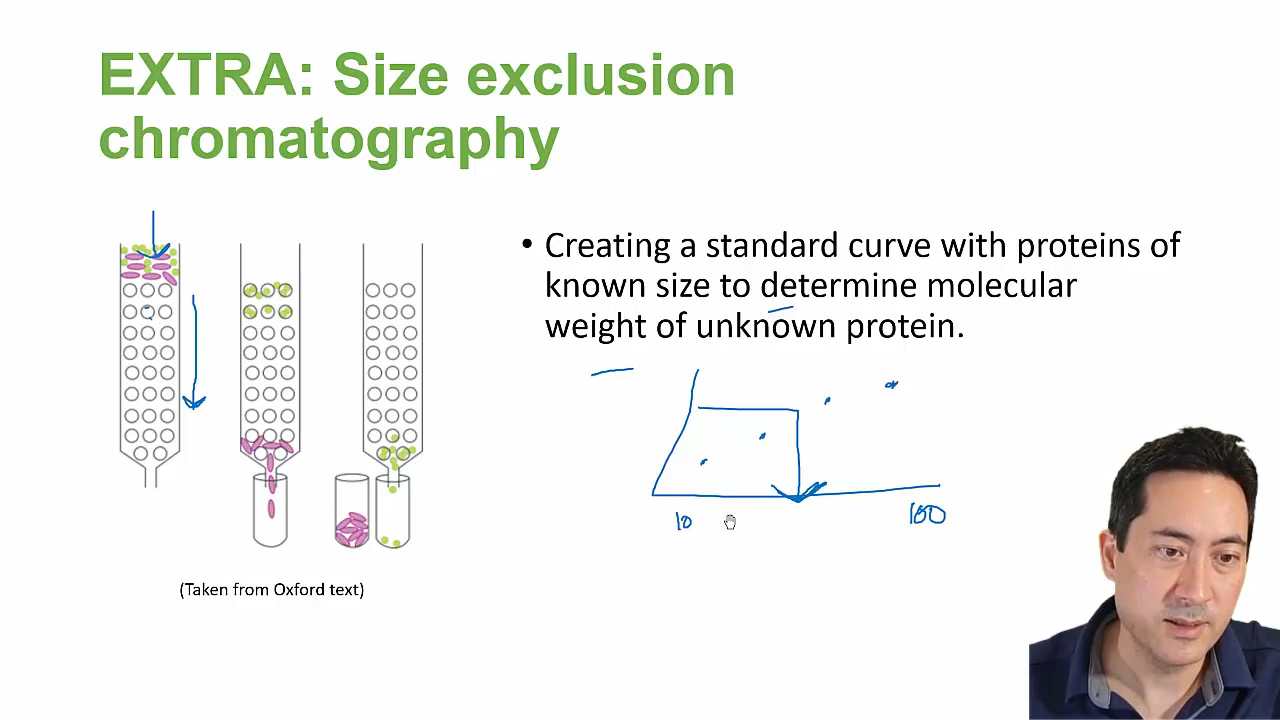 EXTRA: Size exclusion
chromatography
• Creating a standard curve with proteins of
known size to determine molecular
weight of unknown protein.
10
100
(Taken from Oxford text)